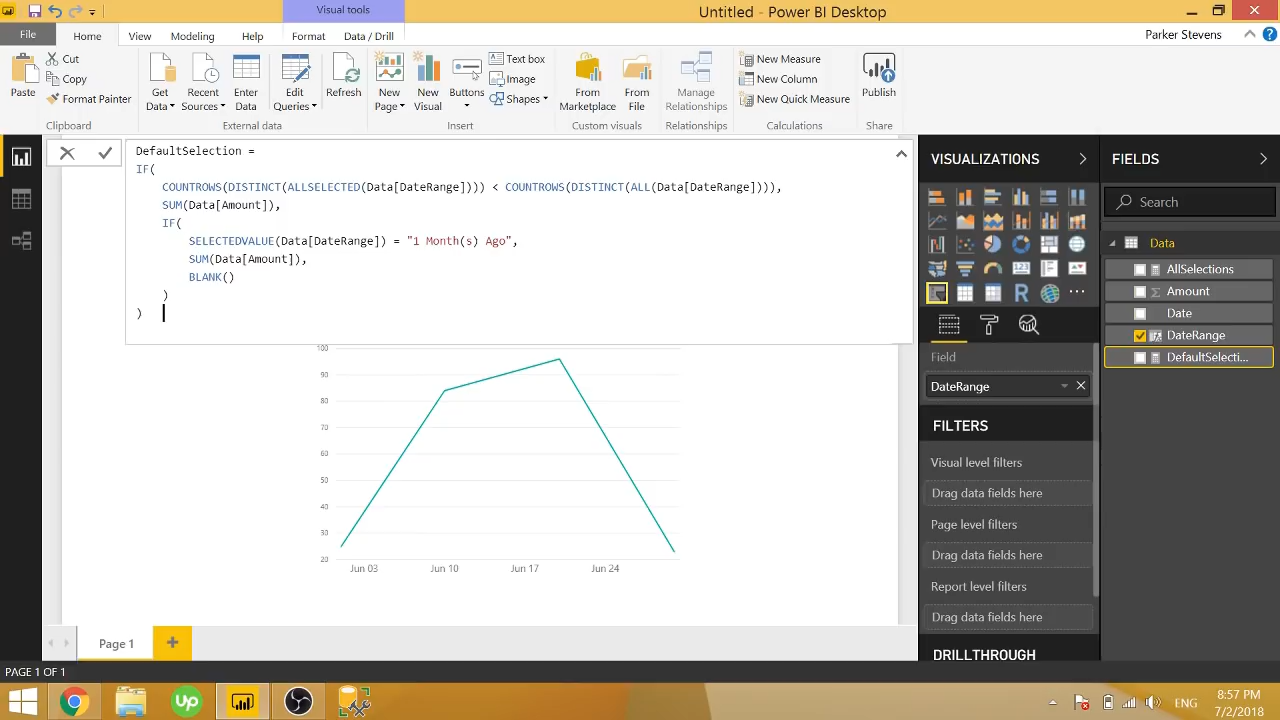 Visual tools
Untitled - Power BI Desktop
File
Home
View
Modeling
Help
Format
Data / Drill
Parker Stevens
Paste
Cut
Copy
Format Painter
Clipboard
Get Data
Recent Sources
Enter Data
Edit Queries
Refresh
External data
New Page
New Visual
Buttons
Text box
Image
Shapes
Insert
From Marketplace
From File
Custom visuals
Manage Relationships
Relationships
New Measure
New Column
New Quick Measure
Calculations
Publish
Share
DefaultSelection =
IF(
COUNTROWS(DISTINCT(ALLSELECTED(Data[DateRange]))) < COUNTROWS(DISTINCT(ALL(Data[DateRange]))),
SUM(Data[Amount]),
IF(
SELECTEDVALUE(Data[DateRange]) = "1 Month(s) Ago",
SUM(Data[Amount]),
BLANK()
)
)
100
90
80
70
60
50
40
30
20
Jun 03
Jun 10
Jun 17
Jun 24
VISUALIZATIONS
123
R
Field
DateRange
FILTERS
Visual level filters
Drag data fields here
Page level filters
Drag data fields here
Report level filters
Drag data fields here
DRILLTHROUGH
FIELDS
Search
Data
AllSelections
Amount
Date
DateRange
DefaultSelecti...
Page 1
PAGE 1 OF 1
Up
ENG
8:57 PM
7/2/2018